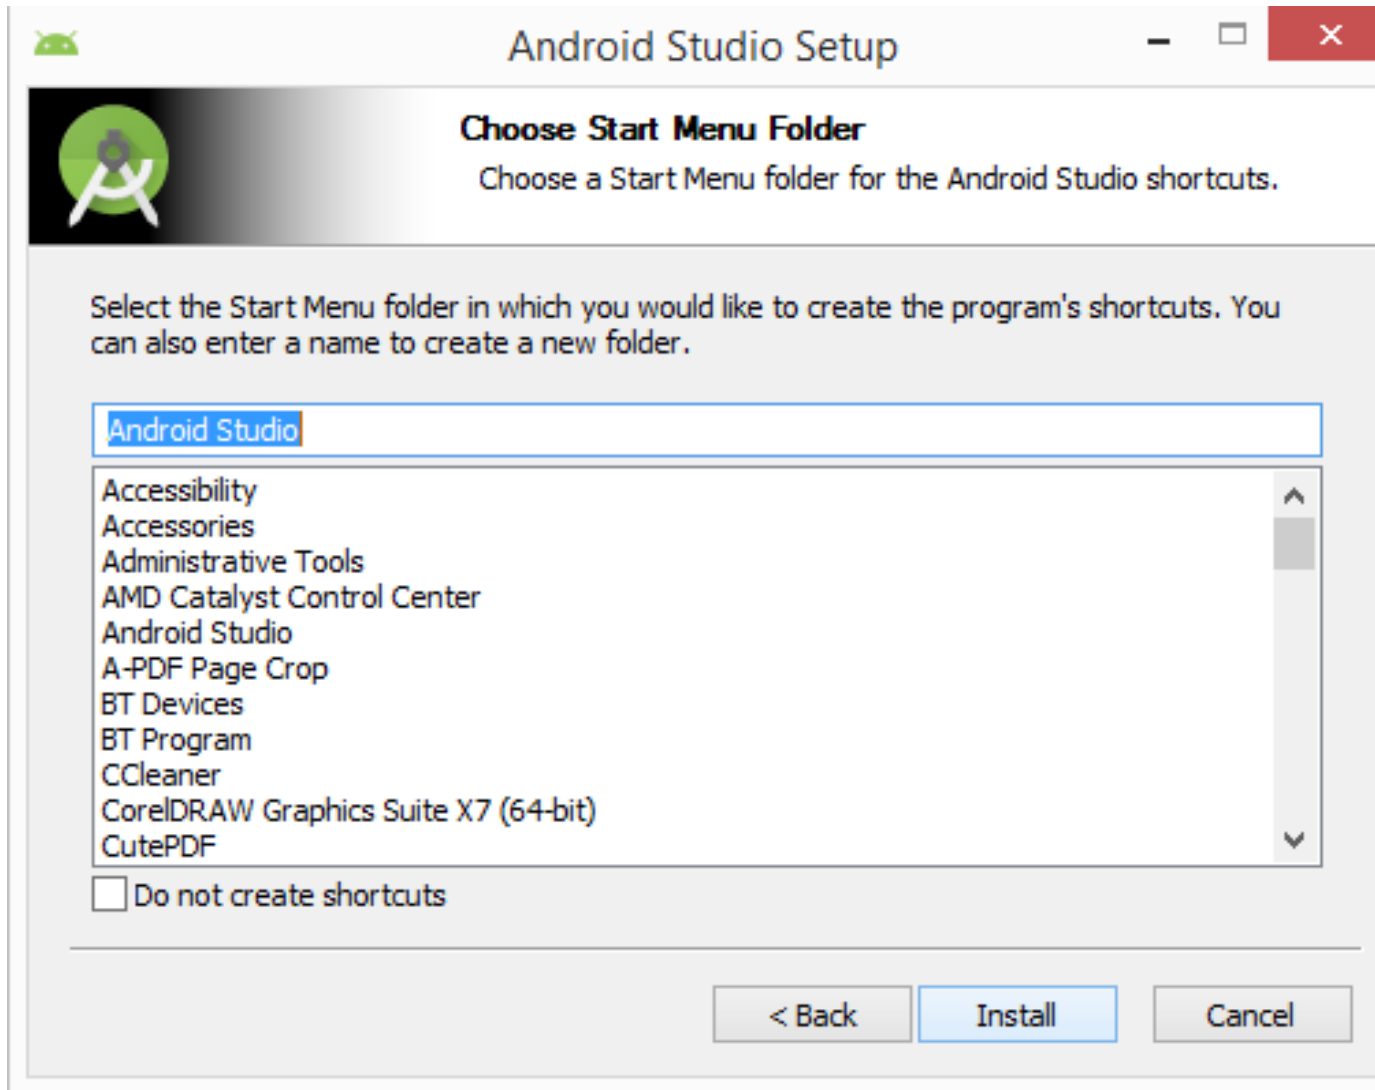 Android Studio Setup
Choose Start Menu Folder
Choose a Start Menu folder for the Android Studio shortcuts.
Select the Start Menu folder in which you would like to create the program's shortcuts. You
can also enter a name to create a new folder.
Android Studio
Accessibility
Accessories
Administrative Tools
AMD Catalyst Control Center
Android Studio
A-PDF Page Crop
BT Devices
BT Program
CCleaner
CorelDRAW Graphics Suite X7 (64-bit)
CutePDF
Do not create shortcuts
< Back
Install
Cancel